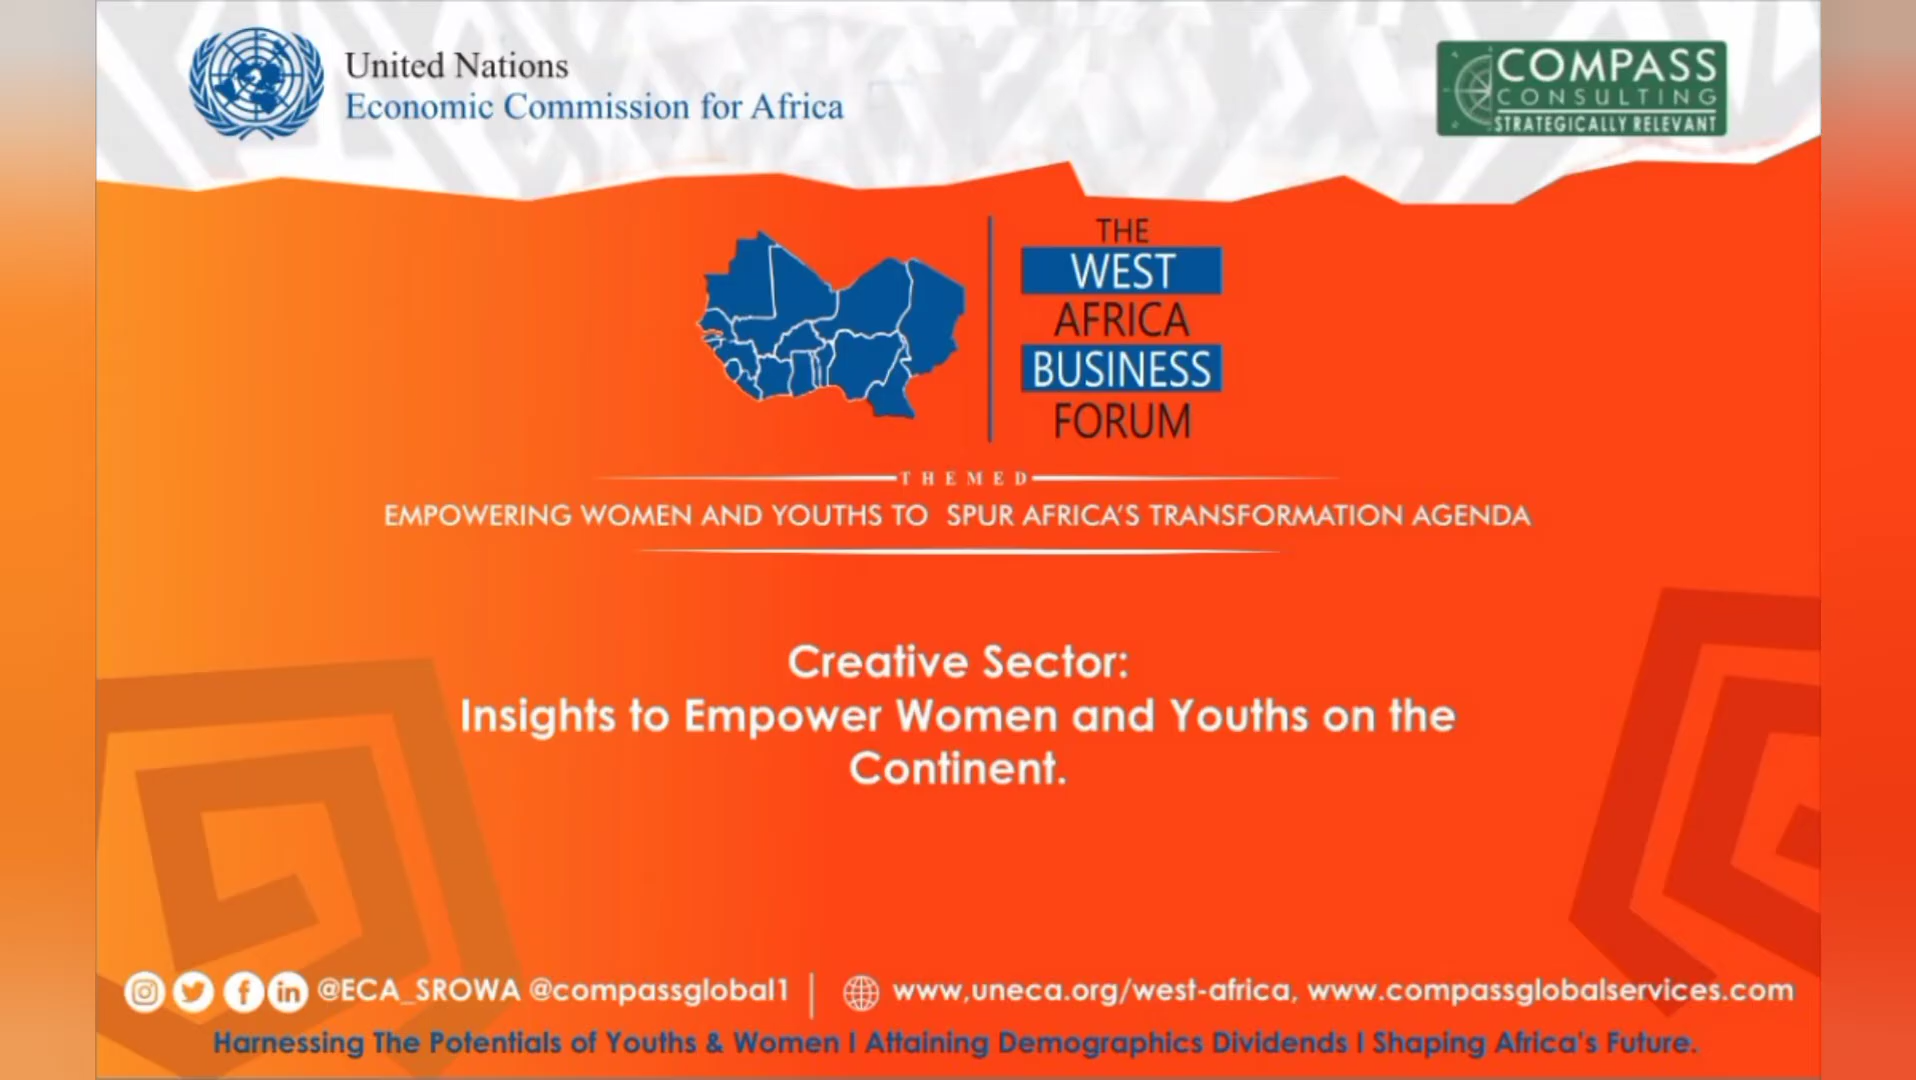 United Nations
Economic Commission for Africa
COMPASS
CONSULTING
STRATEGICALLY RELEVANT
THE
WEST
AFRICA
BUSINESS
FORUM
THEMED
EMPOWERING WOMEN AND YOUTHS TO SPUR AFRICA'S TRANSFORMATION AGENDA
Creative Sector:
Insights to Empower Women and Youths on the
Continent.
@ECA_SROWA @compassglobal1 | www,uneca.org/west-africa, www.compassglobalservices.com
Harnessing The Potentials of Youths & Women I Attaining Demographics Dividends I Shaping Africa's Future.